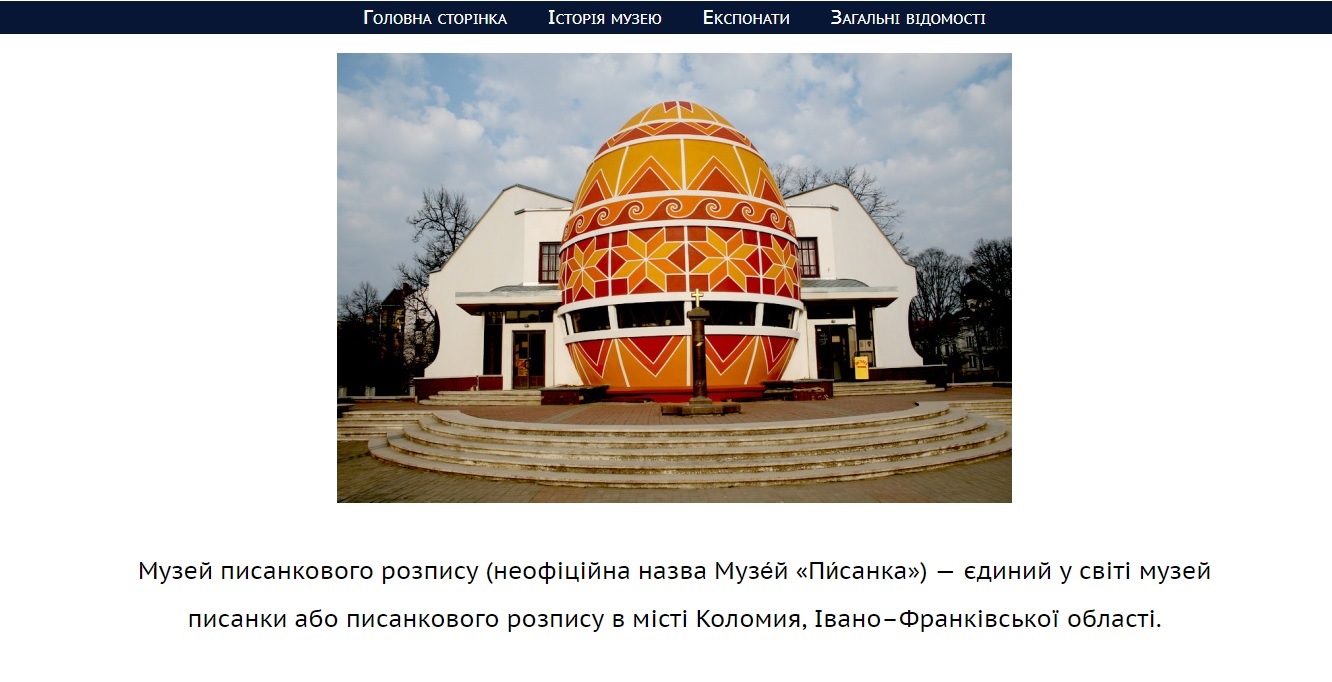 Головна сторінка Історія музею Експонати Загальні відомості
Музей писанкового розпису (неофіційна назва Музе́й «Пи́санка») — єдиний у світі музей
писанки або писанкового розпису в місті Коломия, Івано–Франківської області.